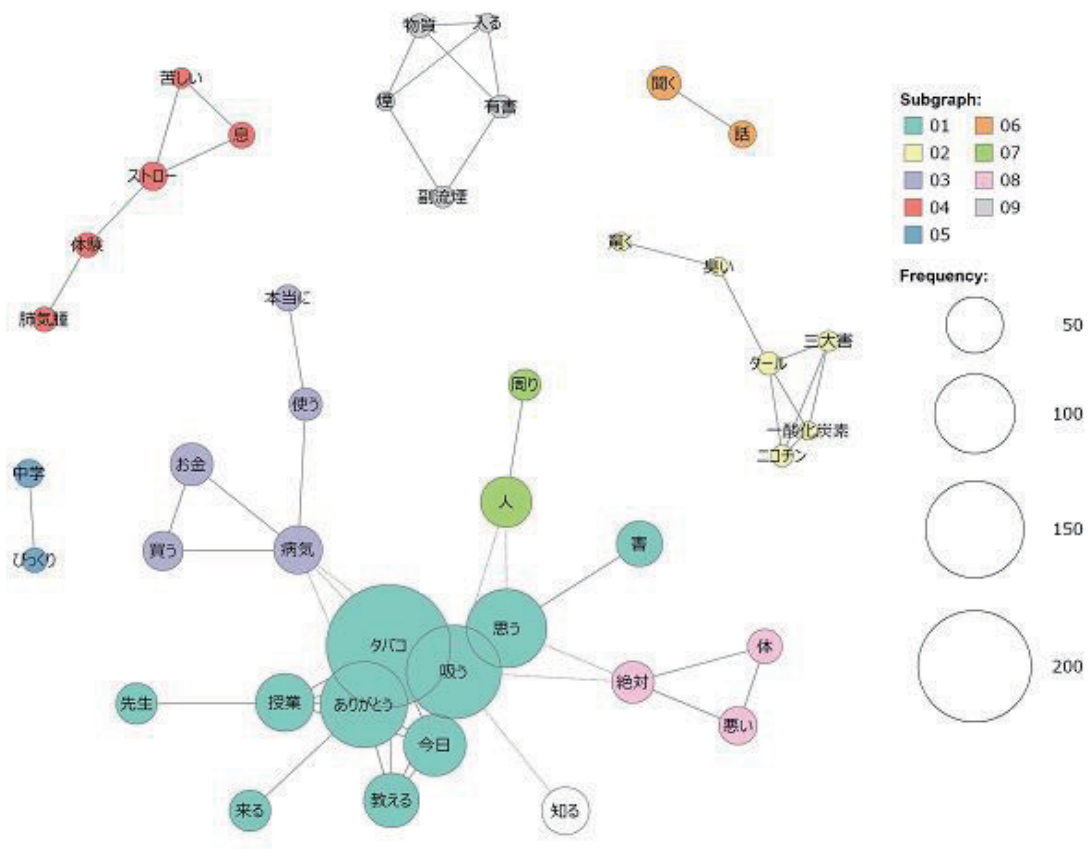 物質
入る
煙
有害
副流煙
聞く
話
苦しい
息
ストロー
体験
肺気腫
Subgraph:
01
06
02
07
03
08
04
09
05
Frequency:
50
100
150
200
驚く
臭い
三大害
タール
一酸化炭素
ニコチン
本当に
使う
お金
買う
病気
中学
びっくり
周り
人
害
思う
タバコ
吸う
ありがとう
授業
先生
今日
教える
来る
知る
絶対
体
悪い